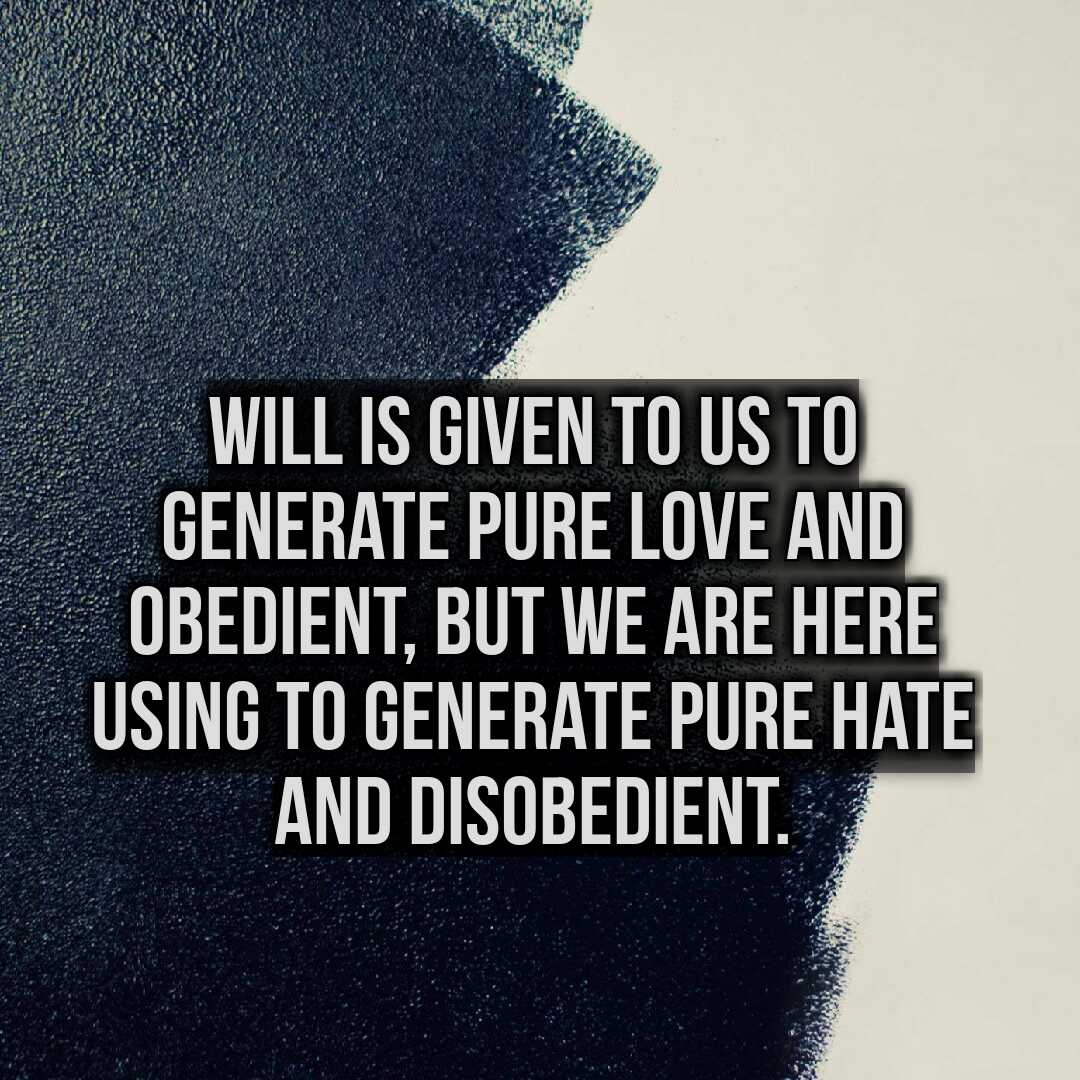 WILL IS GIVEN TO US TO
GENERATE PURE LOVE AND
OBEDIENT, BUT WE ARE HERE
USING TO GENERATE PURE HATE
AND DISOBEDIENT.